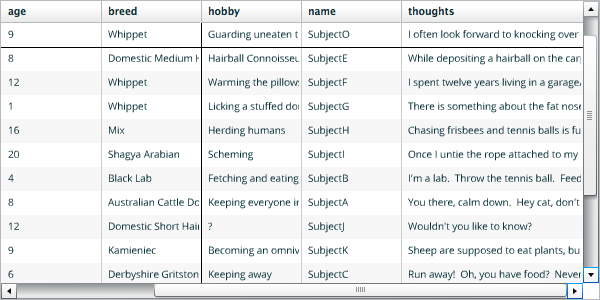 age breed hobby name thoughts
9 Whippet Guarding uneaten t SubjectO I often look forward to knocking over
8 Domestic Medium H Hairball Connoisseu SubjectE While depositing a hairball on the car
12 Whippet Warming the pillow SubjectF I spent twelve years living in a garage
1 Whippet Licking a stuffed do SubjectG There is something about the fat nose
16 Mix Herding humans SubjectH Chasing frisbees and tennis balls is fu
20 Shagya Arabian Scheming SubjectI Once I untie the rope attached to my
4 Black Lab Fetching and eating SubjectB I'm a lab. Throw the tennis ball. Feed
8 Australian Cattle Do Keeping everyone in SubjectA You there, calm down. Hey cat, don't
12 Domestic Short Hair ? SubjectJ Wouldn't you like to know?
9 Kamieniec Becoming an omniv SubjectK Sheep are supposed to eat plants, bu
6 Derbyshire Gritston Keeping away SubjectC Run away! Oh, you have food? Never